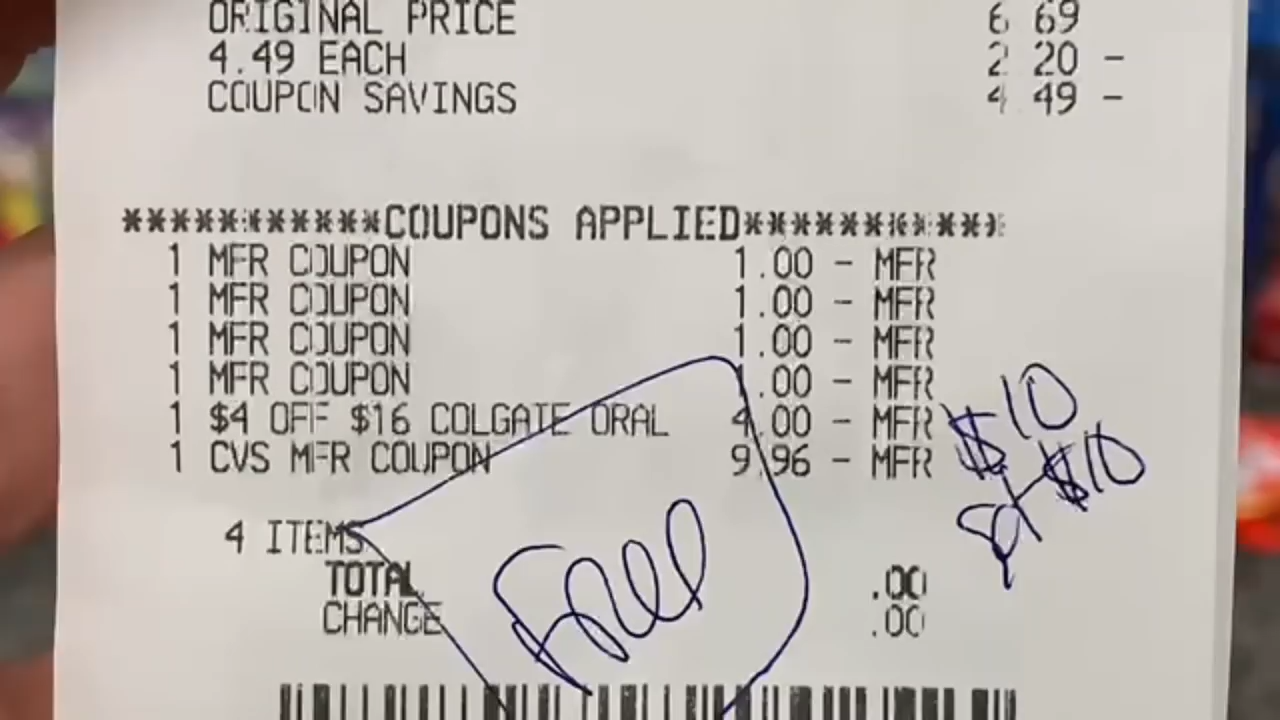 ORIGINAL PRICE 6 69
4.49 EACH 2 20 -
COUPON SAVINGS 4 49 -
***********COUPONS APPLIED***********
1 MFR COUPON 1.00 - MFR
1 MFR COUPON 1.00 - MFR
1 MFR COUPON 1.00 - MFR
1 MFR COUPON 1.00 - MFR
1 $4 OFF $16 COLGATE ORAL 4.00 - MFR
1 CVS MFR COUPON 9.96 - MFR
$10
$10
4 ITEMS
TOTAL .00
CHANGE .00
Free